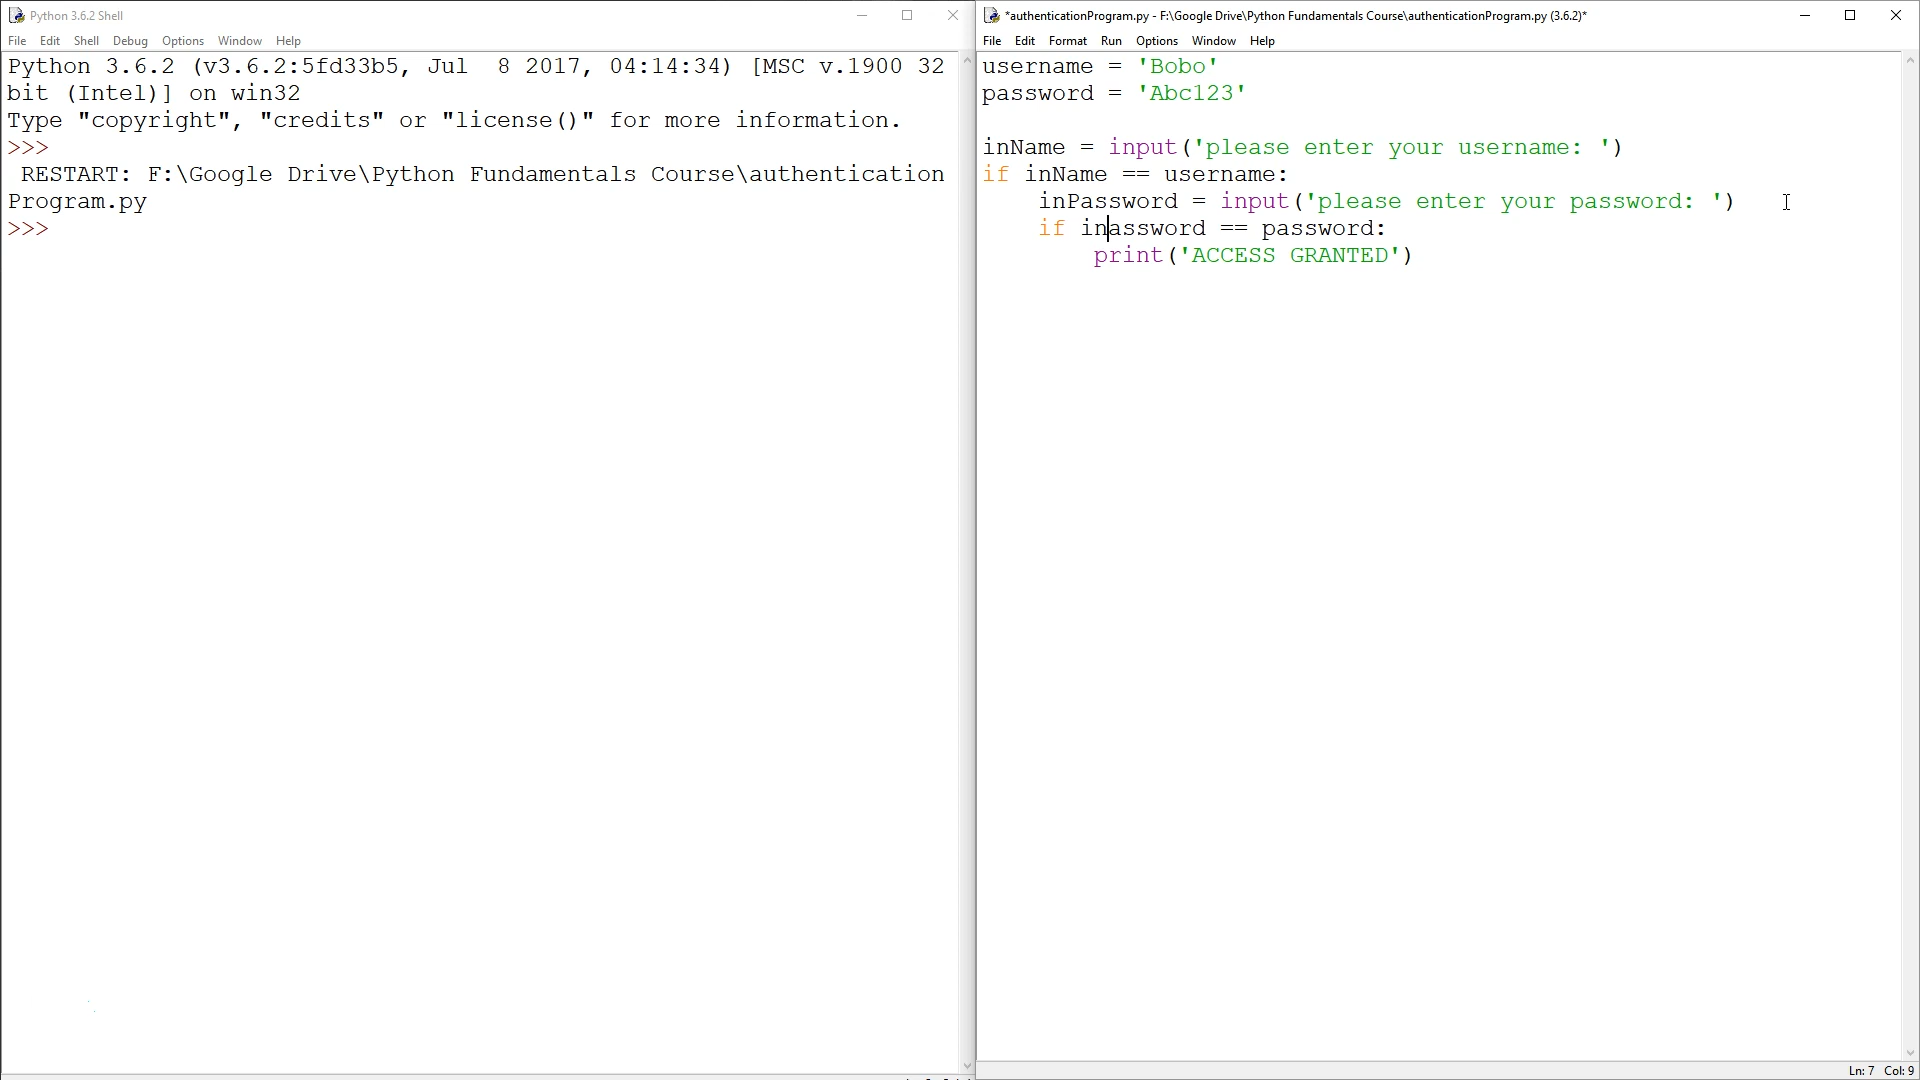 Python 3.6.2 Shell
File Edit Shell Debug Options Window Help
Python 3.6.2 (v3.6.2:5fd33b5, Jul  8 2017, 04:14:34) [MSC v.1900 32
bit (Intel)] on win32
Type "copyright", "credits" or "license()" for more information.
>>>
 RESTART: F:\Google Drive\Python Fundamentals Course\authentication
Program.py
>>>
*authenticationProgram.py - F:\Google Drive\Python Fundamentals Course\authenticationProgram.py (3.6.2)*
File Edit Format Run Options Window Help
username = 'Bobo'
password = 'Abc123'
inName = input('please enter your username: ')
if inName == username:
    inPassword = input('please enter your password: ')
    if inassword == password:
        print('ACCESS GRANTED')
Ln: 7 Col: 9